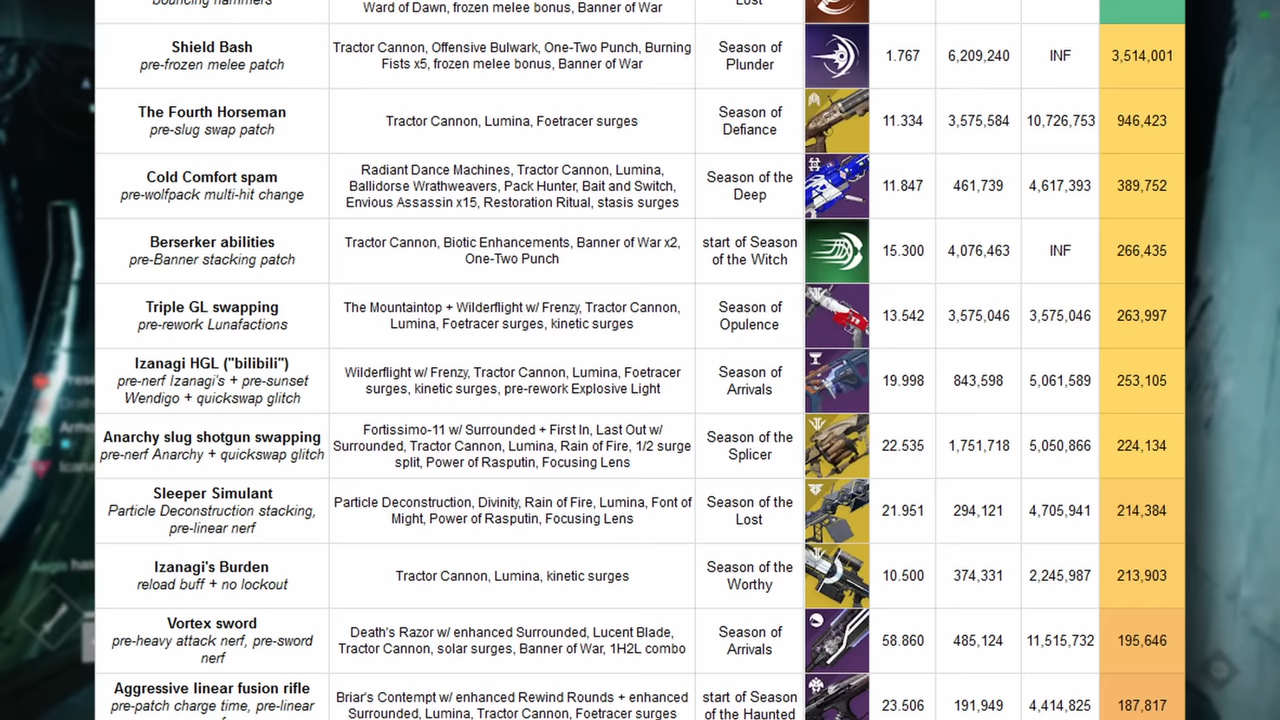 bouncing hammers
Ward of Dawn, frozen melee bonus, Banner of War
Lost
Shield Bash
pre-frozen melee patch
Tractor Cannon, Offensive Bulwark, One-Two Punch, Burning
Fists x5, frozen melee bonus, Banner of War
Season of
Plunder
1.767
6,209,240
INF
3,514,001
The Fourth Horseman
pre-slug swap patch
Tractor Cannon, Lumina, Foetracer surges
Season of
Defiance
11.334
3,575,584
10,726,753
946,423
Cold Comfort spam
pre-wolfpack multi-hit change
Radiant Dance Machines, Tractor Cannon, Lumina,
Ballidorse Wrathweavers, Pack Hunter, Bait and Switch,
Envious Assassin x15, Restoration Ritual, stasis surges
Season of the
Deep
11.847
461,739
4,617,393
389,752
Berserker abilities
pre-Banner stacking patch
Tractor Cannon, Biotic Enhancements, Banner of War x2,
One-Two Punch
start of Season
of the Witch
15.300
4,076,463
INF
266,435
Triple GL swapping
pre-rework Lunafactions
The Mountaintop + Wilderflight w/ Frenzy, Tractor Cannon,
Lumina, Foetracer surges, kinetic surges
Season of
Opulence
13.542
3,575,046
3,575,046
263,997
Izanagi HGL ("bilibili")
pre-nerf Izanagi's + pre-sunset
Wendigo + quickswap glitch
Wilderflight w/ Frenzy, Tractor Cannon, Lumina, Foetracer
surges, kinetic surges, pre-rework Explosive Light
Season of
Arrivals
19.998
843,598
5,061,589
253,105
Anarchy slug shotgun swapping
pre-nerf Anarchy + quickswap glitch
Fortissimo-11 w/ Surrounded + First In, Last Out w/
Surrounded, Tractor Cannon, Lumina, Rain of Fire, 1/2 surge
split, Power of Rasputin, Focusing Lens
Season of the
Splicer
22.535
1,751,718
5,050,866
224,134
Sleeper Simulant
Particle Deconstruction stacking,
pre-linear nerf
Particle Deconstruction, Divinity, Rain of Fire, Lumina, Font of
Might, Power of Rasputin, Focusing Lens
Season of the
Lost
21.951
294,121
4,705,941
214,384
Izanagi's Burden
reload buff + no lockout
Tractor Cannon, Lumina, kinetic surges
Season of the
Worthy
10.500
374,331
2,245,987
213,903
Vortex sword
pre-heavy attack nerf, pre-sword
nerf
Death's Razor w/ enhanced Surrounded, Lucent Blade,
Tractor Cannon, solar surges, Banner of War, 1H2L combo
Season of
Arrivals
58.860
485,124
11,515,732
195,646
Aggressive linear fusion rifle
pre-patch charge time, pre-linear
Briar's Contempt w/ enhanced Rewind Rounds + enhanced
Surrounded, Lumina, Tractor Cannon, Foetracer surges
start of Season
of the Haunted
23.506
191,949
4,414,825
187,817